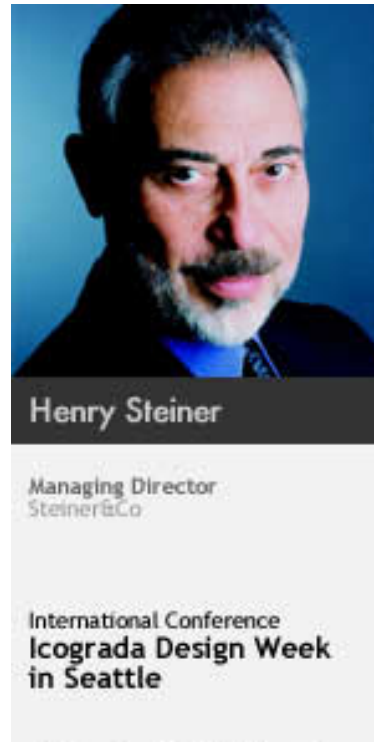 Henry Steiner
Managing Director
Steiner&Co
International Conference
Icograda Design Week
in Seattle